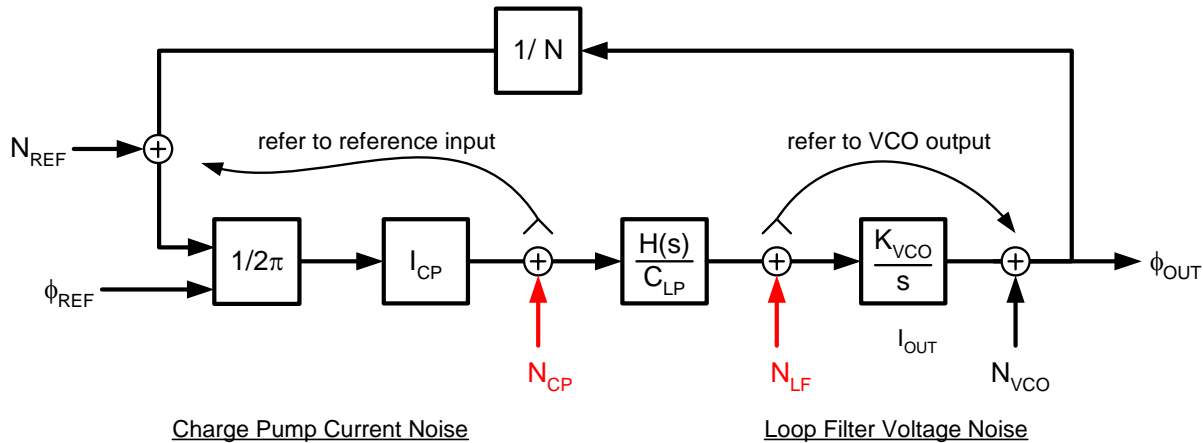 1/ N
refer to reference input
refer to VCO output
N_REF
1/2π
I_CP
H(s)
C_LP
K_VCO
s
ϕ_REF
ϕ_OUT
I_OUT
N_CP
N_LF
N_VCO
Charge Pump Current Noise
Loop Filter Voltage Noise